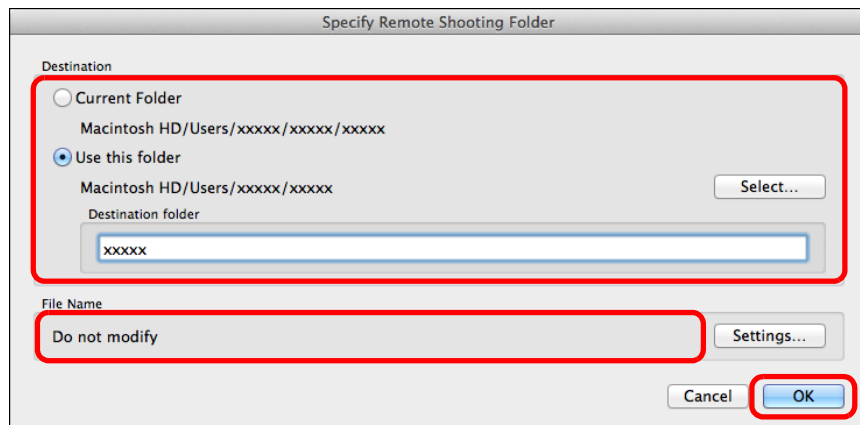 Specify Remote Shooting Folder
Destination
Current Folder
Macintosh HD/Users/xxxxx/xxxxx/xxxxx
Use this folder
Macintosh HD/Users/xxxxx/xxxxx
Select...
Destination folder
xxxxx
File Name
Do not modify
Settings...
Cancel
OK